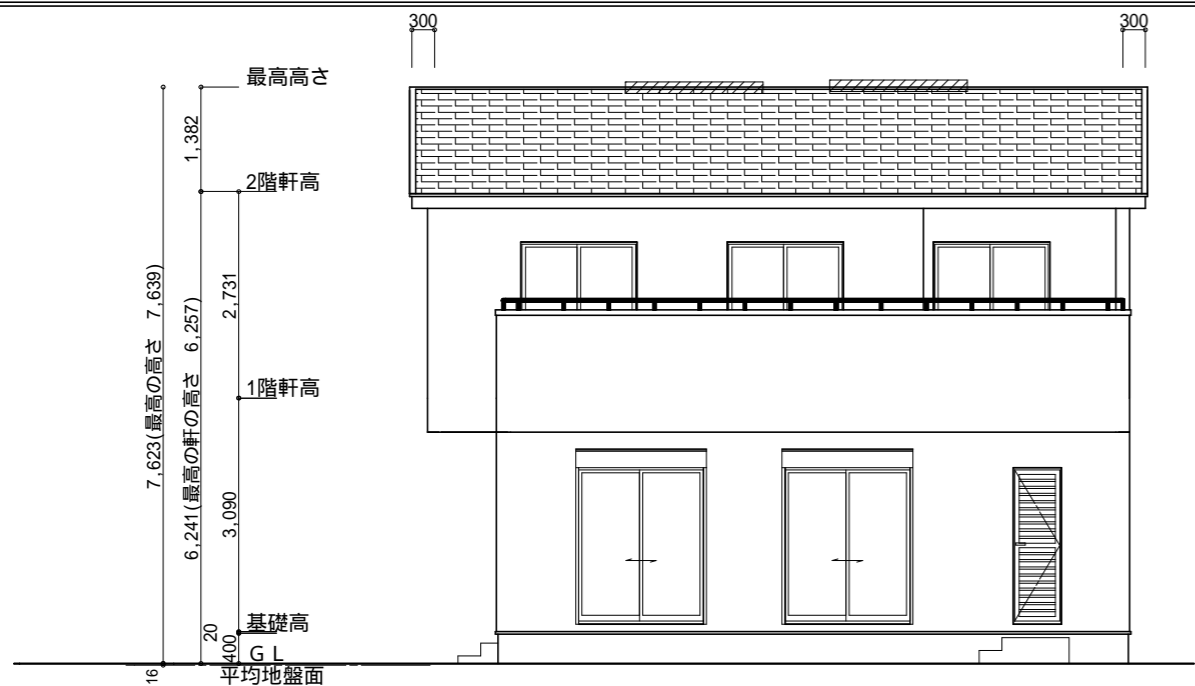 300
300
最高高さ
1,382
2階軒高
2,731
7,623(最高の高さ 7,639)
6,241(最高の軒の高さ 6,257)
1階軒高
3,090
基礎高
20
400
ＧＬ
平均地盤面
16